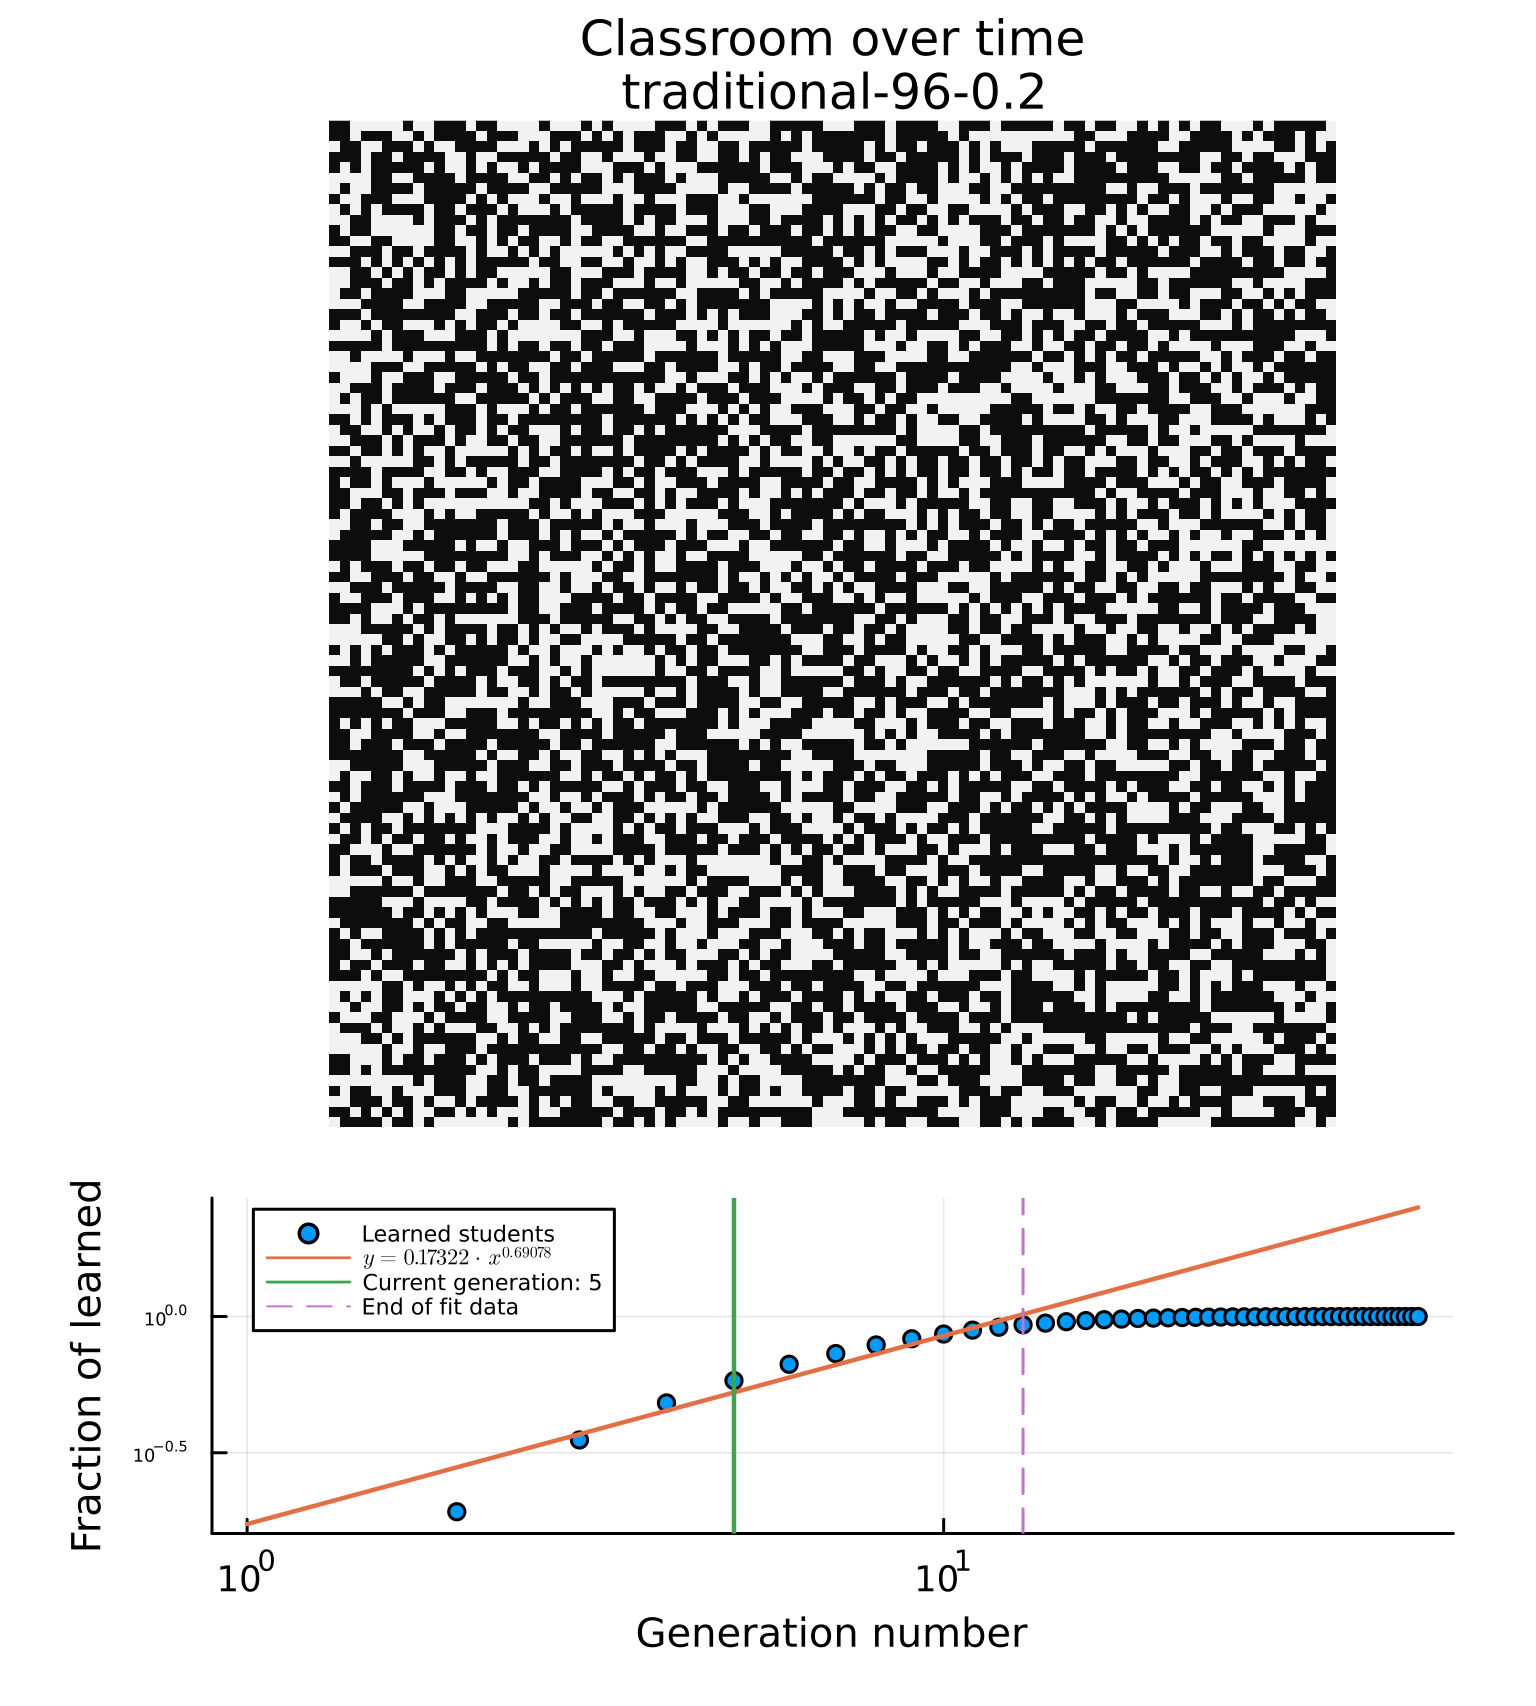 Classroom over time
traditional-96-0.2
Fraction of learned
Learned students
y = 0.17322 · x^0.69078
Current generation: 5
End of fit data
10^0.0
10^−0.5
10^0
10^1
Generation number